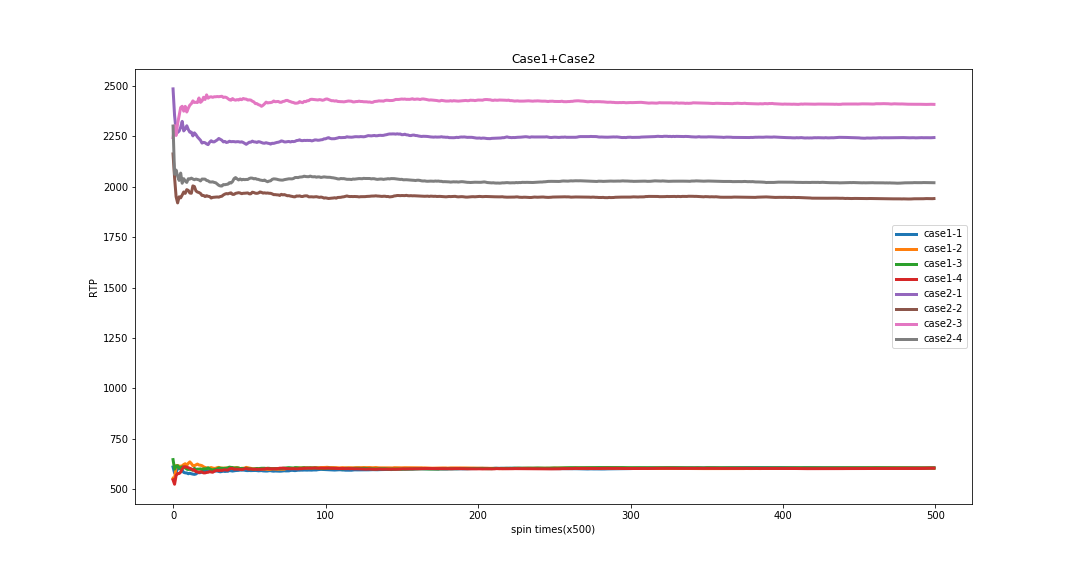 Case1+Case2
RTP
2500
2250
2000
1750
1500
1250
1000
750
500
case1-1
case1-2
case1-3
case1-4
case2-1
case2-2
case2-3
case2-4
0
100
200
300
400
500
spin times(x500)